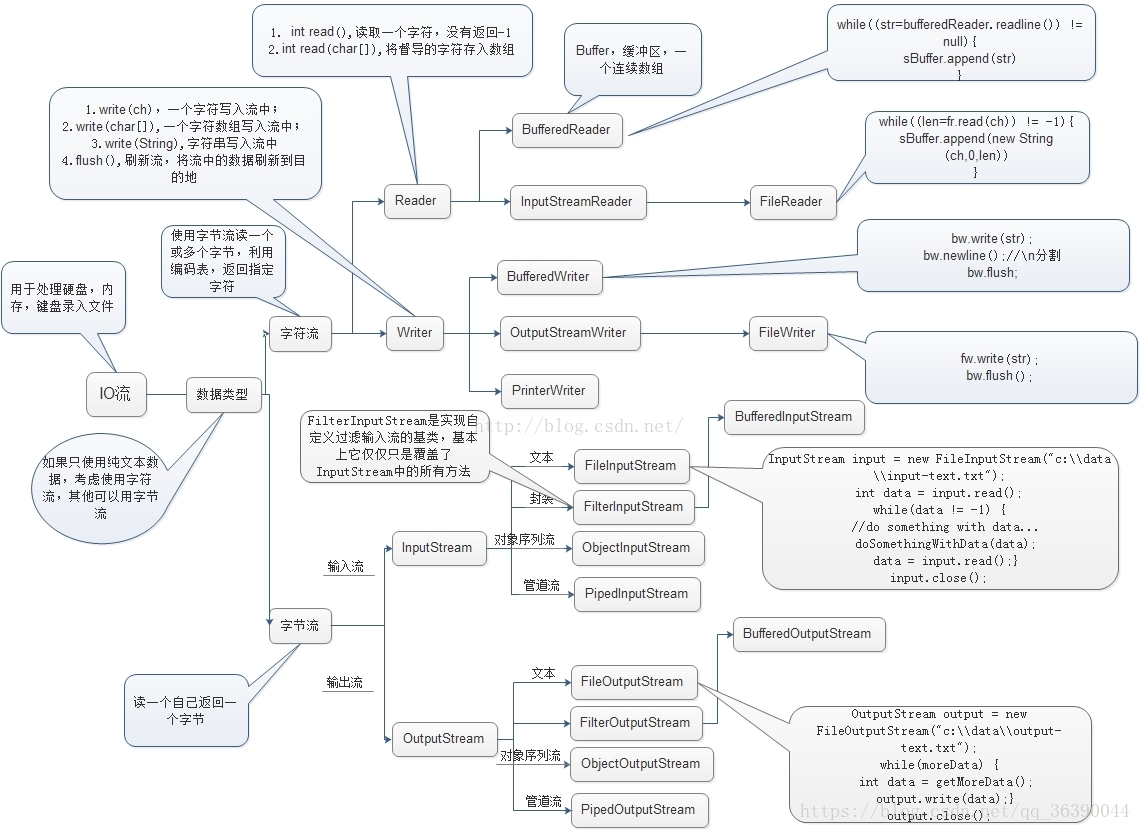 1. int read(),读取一个字符，没有返回-1
2.int read(char[]),将督导的字符存入数组
Buffer，缓冲区，一
个连续数组
while((str=bufferedReader.readline()) !=
null){
sBuffer.append(str)
}
1.write(ch)，一个字符写入流中；
2.write(char[]),一个字符数组写入流中；
3.write(String),字符串写入流中
4.flush(),刷新流，将流中的数据刷新到目
的地
BufferedReader
while((len=fr.read(ch)) != -1){
sBuffer.append(new String
(ch,0,len))
}
Reader
InputStreamReader
FileReader
使用字节流读一个
或多个字节，利用
编码表，返回指定
字符
bw.write(str);
bw.newline();//\n分割
bw.flush;
BufferedWriter
用于处理硬盘，内
存，键盘录入文件
字符流
Writer
OutputStreamWriter
FileWriter
fw.write(str);
bw.flush();
IO流
数据类型
PrinterWriter
FilterInputStream是实现自
定义过滤输入流的基类，基本
上它仅仅只是覆盖了
InputStream中的所有方法
http://blog.csdn.net/
BufferedInputStream
如果只使用纯文本数
据，考虑使用字符
流，其他可以用字节
流
文本
FileInputStream
InputStream input = new FileInputStream("c:\\data
\\input-text.txt");
int data = input.read();
while(data != -1) {
//do something with data...
doSomethingWithData(data);
data = input.read();}
input.close();
封装
FilterInputStream
InputStream
对象序列流
ObjectInputStream
输入流
管道流
PipedInputStream
字节流
BufferedOutputStream
输出流
文本
FileOutputStream
读一个自己返回一
个字节
FilterOutputStream
OutputStream output = new
FileOutputStream("c:\\data\\output-
text.txt");
while(moreData) {
int data = getMoreData();
output.write(data);}
output.close();
OutputStream
对象序列流
ObjectOutputStream
管道流
PipedOutputStream
https://blog.csdn.net/qq_36390044